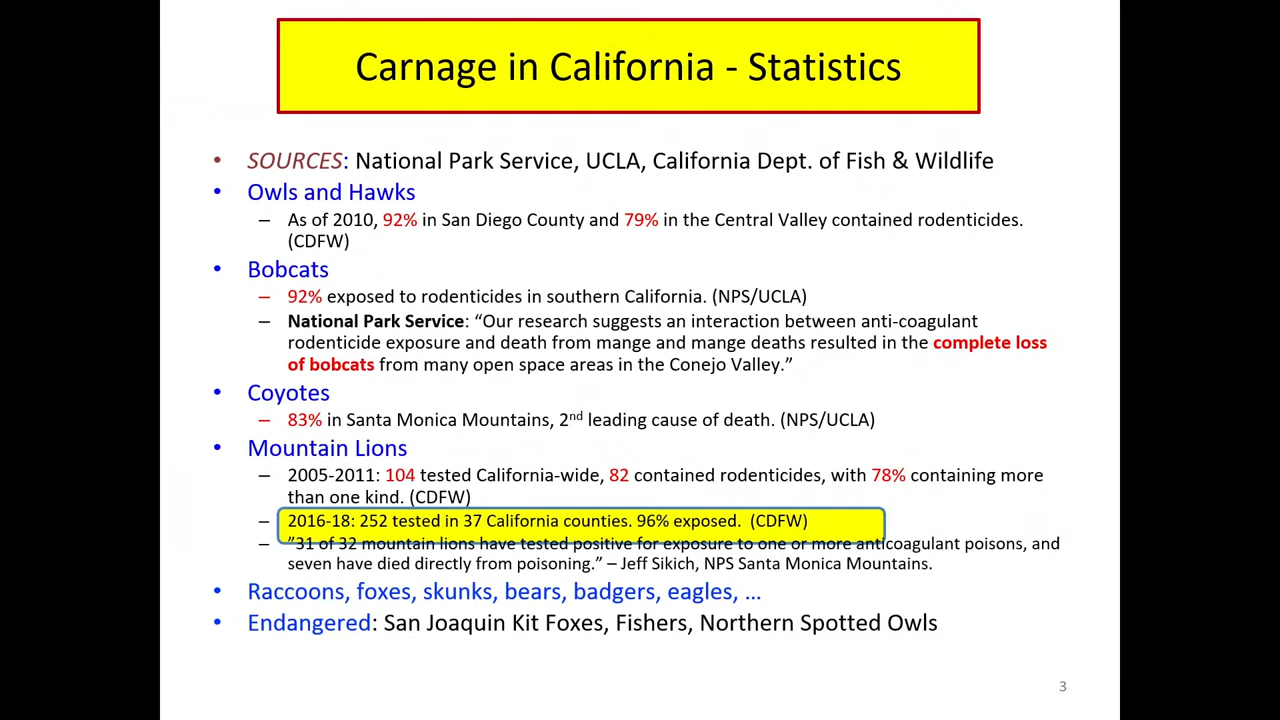 Carnage in California - Statistics
• SOURCES: National Park Service, UCLA, California Dept. of Fish & Wildlife
• Owls and Hawks
– As of 2010, 92% in San Diego County and 79% in the Central Valley contained rodenticides.
(CDFW)
• Bobcats
– 92% exposed to rodenticides in southern California. (NPS/UCLA)
– National Park Service: “Our research suggests an interaction between anti-coagulant
rodenticide exposure and death from mange and mange deaths resulted in the complete loss
of bobcats from many open space areas in the Conejo Valley.”
• Coyotes
– 83% in Santa Monica Mountains, 2nd leading cause of death. (NPS/UCLA)
• Mountain Lions
– 2005-2011: 104 tested California-wide, 82 contained rodenticides, with 78% containing more
than one kind. (CDFW)
– 2016-18: 252 tested in 37 California counties. 96% exposed.  (CDFW)
– ”31 of 32 mountain lions have tested positive for exposure to one or more anticoagulant poisons, and
seven have died directly from poisoning.” – Jeff Sikich, NPS Santa Monica Mountains.
• Raccoons, foxes, skunks, bears, badgers, eagles, …
• Endangered: San Joaquin Kit Foxes, Fishers, Northern Spotted Owls
3